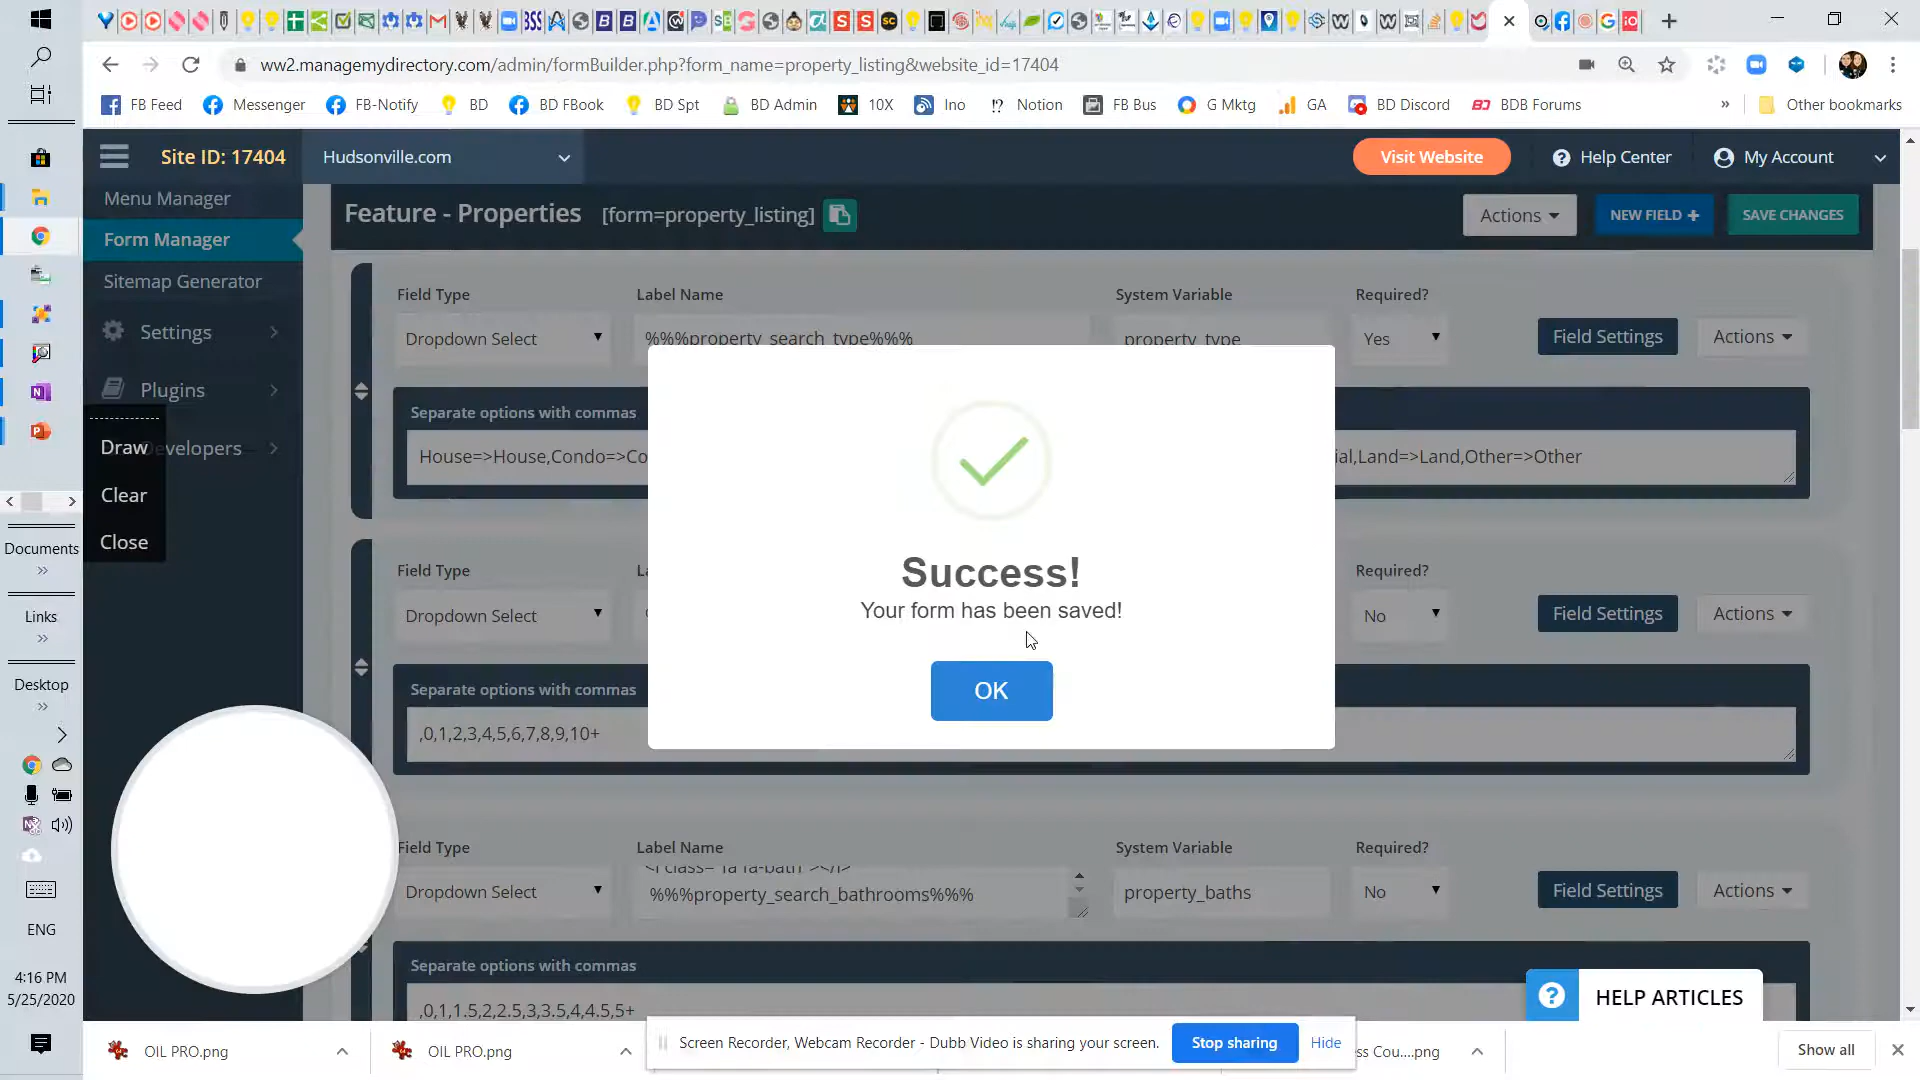 ww2.managemydirectory.com/admin/formBuilder.php?form_name=property_listing&website_id=17404
FB Feed Messenger FB-Notify BD BD FBook BD Spt BD Admin 10X Ino Notion FB Bus G Mktg GA BD Discord BDB Forums » Other bookmarks
Site ID: 17404 Hudsonville.com Visit Website Help Center My Account
Menu Manager
Form Manager
Sitemap Generator
Settings
Plugins
evelopers
Draw
Clear
Close
Feature - Properties [form=property_listing] Actions NEW FIELD + SAVE CHANGES
Field Type Label Name System Variable Required?
Dropdown Select %%%property_search_type%%% property_type Yes Field Settings Actions
Separate options with commas
House=>House,Condo=>Co ial,Land=>Land,Other=>Other
Success!
Your form has been saved!
OK
Field Type Required?
Dropdown Select No Field Settings Actions
Separate options with commas
,0,1,2,3,4,5,6,7,8,9,10+
Field Type Label Name System Variable Required?
Dropdown Select %%%property_search_bathrooms%%% property_baths No Field Settings Actions
Separate options with commas
,0,1,1.5,2,2.5,3,3.5,4,4.5,5+
HELP ARTICLES
Documents
»
Links
»
Desktop
»
ENG
4:16 PM
5/25/2020
OIL PRO.png OIL PRO.png Screen Recorder, Webcam Recorder - Dubb Video is sharing your screen. Stop sharing Hide ss Cou....png Show all